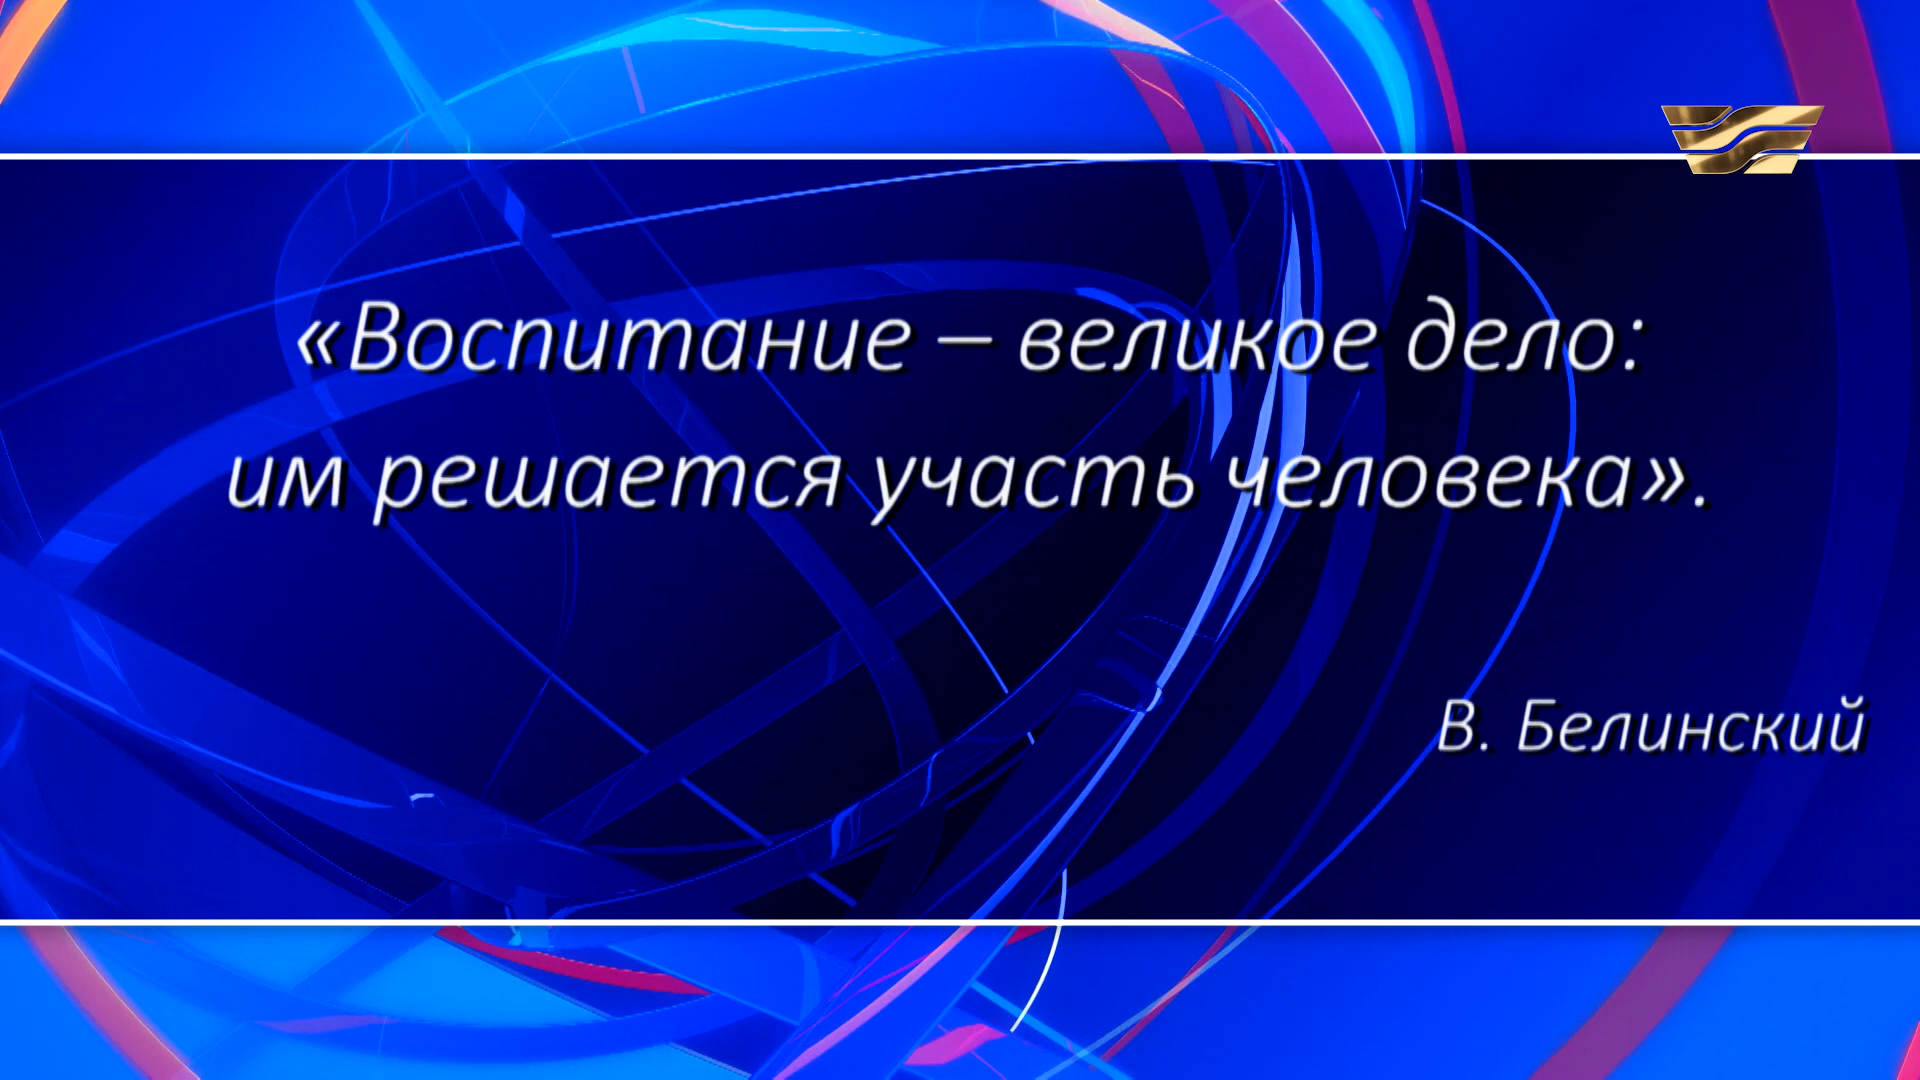 «Воспитание – великое дело:
им решается участь человека».
В. Белинский